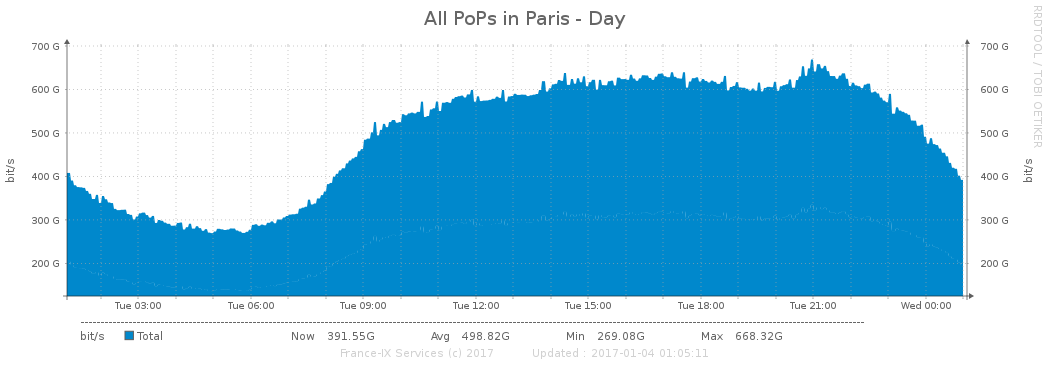 All PoPs in Paris - Day
RRDTOOL / TOBI OETIKER
700 G 700 G
600 G 600 G
500 G 500 G
400 G 400 G
300 G 300 G
200 G 200 G
bit/s bit/s
Tue 03:00 Tue 06:00 Tue 09:00 Tue 12:00 Tue 15:00 Tue 18:00 Tue 21:00 Wed 00:00
bit/s Total Now 391.55G Avg 498.82G Min 269.08G Max 668.32G
France-IX Services (c) 2017 Updated : 2017-01-04 01:05:11